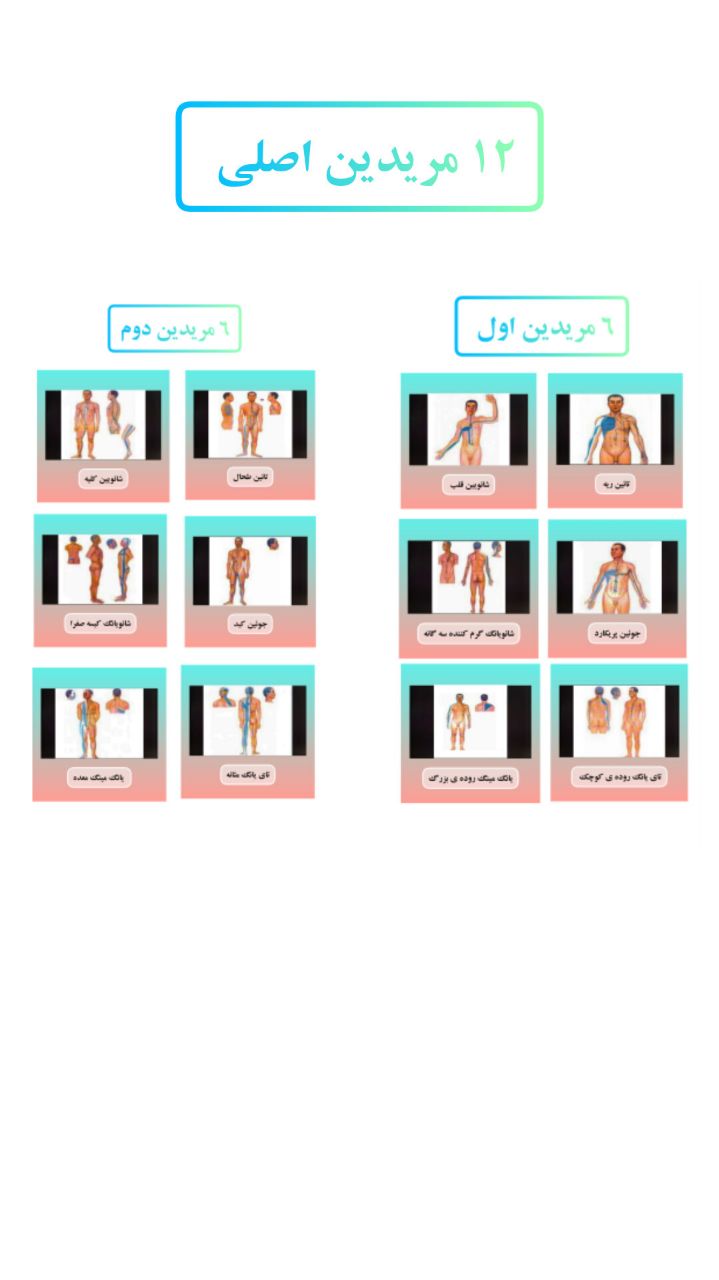 ۱۲ مریدین اصلی
۶ مریدین اول
تائین ریه
شائویین قلب
جوئین پریکارد
شائویانگ گرم کننده سه گانه
تای یانگ روده ی کوچک
یانگ مینگ روده ی بزرگ
۶ مریدین دوم
تائین طحال
شائویین کلیه
جوئین کبد
شائویانگ کیسه صفرا
تای یانگ مثانه
یانگ مینگ معده